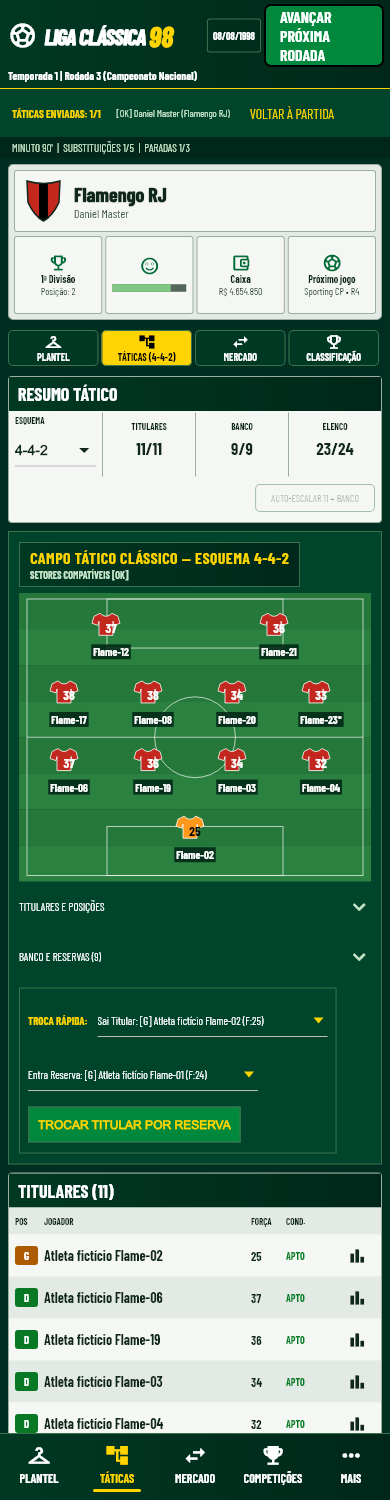 LIGA CLÁSSICA 98
08/08/1998
AVANÇAR
PRÓXIMA
RODADA
Temporada 1 | Rodada 3 (Campeonato Nacional)
TÁTICAS ENVIADAS: 1/1
[OK] Daniel Master (Flamengo RJ)
VOLTAR À PARTIDA
MINUTO 90' | SUBSTITUIÇÕES 1/5 | PARADAS 1/3
Flamengo RJ
Daniel Master
1ª Divisão
Posição: 2
Caixa
R$ 4.654.850
Próximo jogo
Sporting CP • R4
PLANTEL
TÁTICAS (4-4-2)
MERCADO
CLASSIFICAÇÃO
RESUMO TÁTICO
ESQUEMA
4-4-2
TITULARES
11/11
BANCO
9/9
ELENCO
23/24
AUTO-ESCALAR 11 + BANCO
CAMPO TÁTICO CLÁSSICO — ESQUEMA 4-4-2
SETORES COMPATÍVEIS [OK]
37
36
Flame-12
Flame-21
38
38
34
33
Flame-17
Flame-08
Flame-20
Flame-23*
37
36
34
32
Flame-06
Flame-19
Flame-03
Flame-04
25
Flame-02
TITULARES E POSIÇÕES
BANCO E RESERVAS (9)
TROCA RÁPIDA:
Sai Titular: [G] Atleta fictício Flame-02 (F:25)
Entra Reserva: [G] Atleta fictício Flame-01 (F:24)
TROCAR TITULAR POR RESERVA
TITULARES (11)
POS JOGADOR FORÇA COND.
G Atleta fictício Flame-02 25 APTO
D Atleta fictício Flame-06 37 APTO
D Atleta fictício Flame-19 36 APTO
D Atleta fictício Flame-03 34 APTO
D Atleta fictício Flame-04 32 APTO
PLANTEL
TÁTICAS
MERCADO
COMPETIÇÕES
MAIS